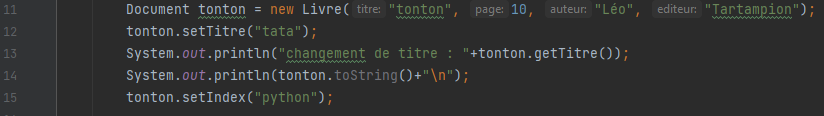 11 Document tonton = new Livre( titre: "tonton", page: 10, auteur: "Léo", editeur: "Tartampion");
12 tonton.setTitre("tata");
13 System.out.println("changement de titre : "+tonton.getTitre());
14 System.out.println(tonton.toString()+"\n");
15 tonton.setIndex("python");